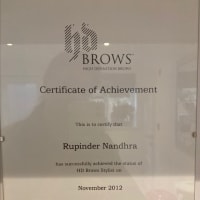 hd
BROWS
HIGH DEFINITION BROWS
Certificate of Achievement
This is to certify that
Rupinder Nandhra
has successfully achieved the status of
HD Brows Stylist on
November 2012